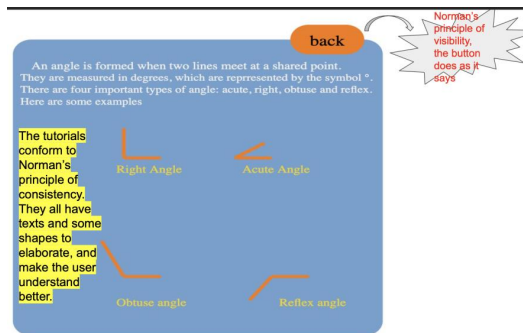 back
Norman's
principle of
visibility,
the button
does as it
says
An angle is formed when two lines meet at a shared point.
They are measured in degrees, which are represented by the symbol °.
There are four important types of angle: acute, right, obtuse and reflex.
Here are some examples
The tutorials
conform to
Norman's
principle of
consistency.
They all have
texts and some
shapes to
elaborate, and
make the user
understand
better.
Right Angle
Acute Angle
Obtuse angle
Reflex angle